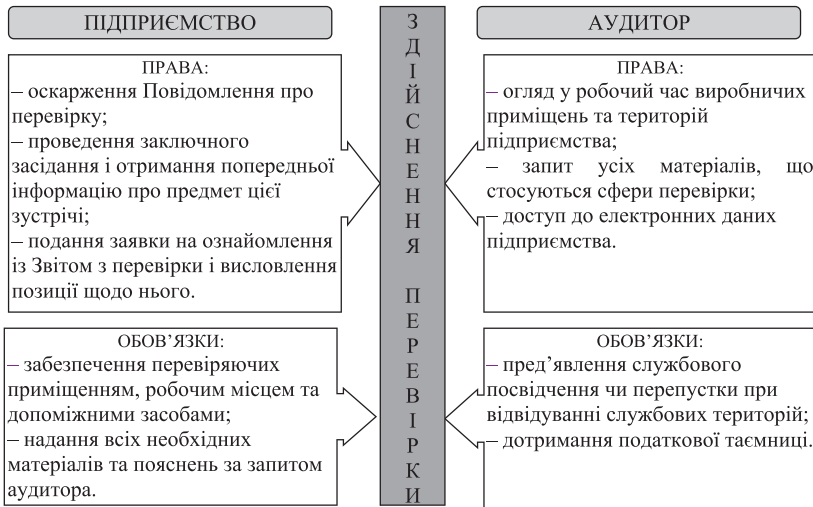 ПІДПРИЄМСТВО
ПРАВА:
– оскарження Повідомлення про
перевірку;
– проведення заключного
засідання і отримання попередньої
інформацію про предмет цієї
зустрічі;
– подання заявки на ознайомлення
із Звітом з перевірки і висловлення
позиції щодо нього.
ОБОВ’ЯЗКИ:
– забезпечення перевіряючих
приміщенням, робочим місцем та
допоміжними засобами;
– надання всіх необхідних
матеріалів та пояснень за запитом
аудитора.
ЗДІЙСНЕННЯ ПЕРЕВІРКИ
АУДИТОР
ПРАВА:
– огляд у робочий час виробничих
приміщень та територій
підприємства;
– запит усіх матеріалів, що
стосуються сфери перевірки;
– доступ до електронних даних
підприємства.
ОБОВ’ЯЗКИ:
– пред’явлення службового
посвідчення чи перепустки при
відвідуванні службових територій;
– дотримання податкової таємниці.